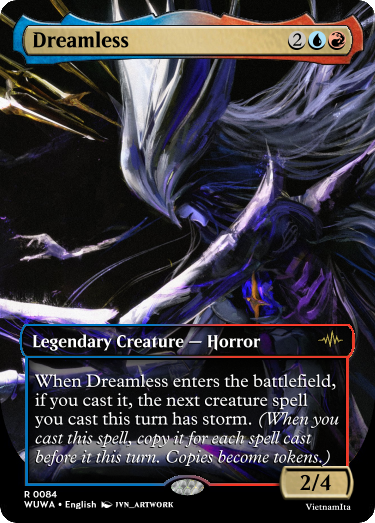 Dreamless 2
Legendary Creature — Horror
When Dreamless enters the battlefield,
if you cast it, the next creature spell
you cast this turn has storm. (When you
cast this spell, copy it for each spell cast
before it this turn. Copies become tokens.)
2/4
R 0084
WUWA • English JVN_ARTWORK
VietnamIta